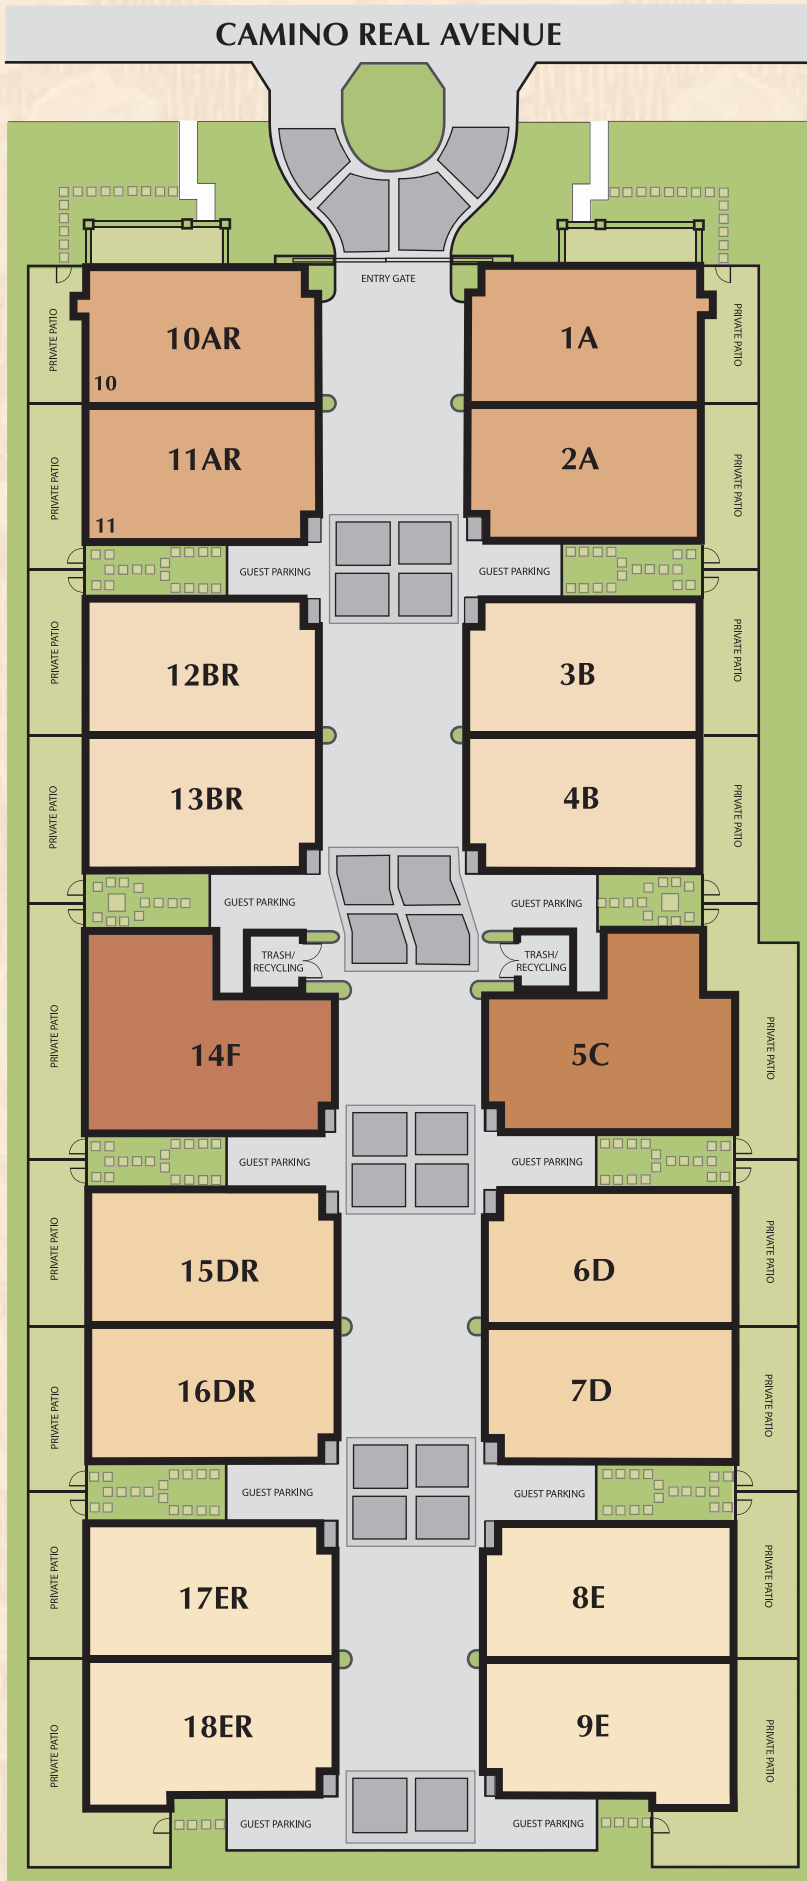 CAMINO REAL AVENUE
ENTRY GATE
PRIVATE PATIO
10AR
10
1A
PRIVATE PATIO
PRIVATE PATIO
11AR
11
2A
PRIVATE PATIO
GUEST PARKING
GUEST PARKING
PRIVATE PATIO
12BR
3B
PRIVATE PATIO
PRIVATE PATIO
13BR
4B
PRIVATE PATIO
GUEST PARKING
GUEST PARKING
TRASH/
RECYCLING
TRASH/
RECYCLING
PRIVATE PATIO
14F
5C
PRIVATE PATIO
GUEST PARKING
GUEST PARKING
PRIVATE PATIO
15DR
6D
PRIVATE PATIO
PRIVATE PATIO
16DR
7D
PRIVATE PATIO
GUEST PARKING
GUEST PARKING
PRIVATE PATIO
17ER
8E
PRIVATE PATIO
PRIVATE PATIO
18ER
9E
PRIVATE PATIO
GUEST PARKING
GUEST PARKING